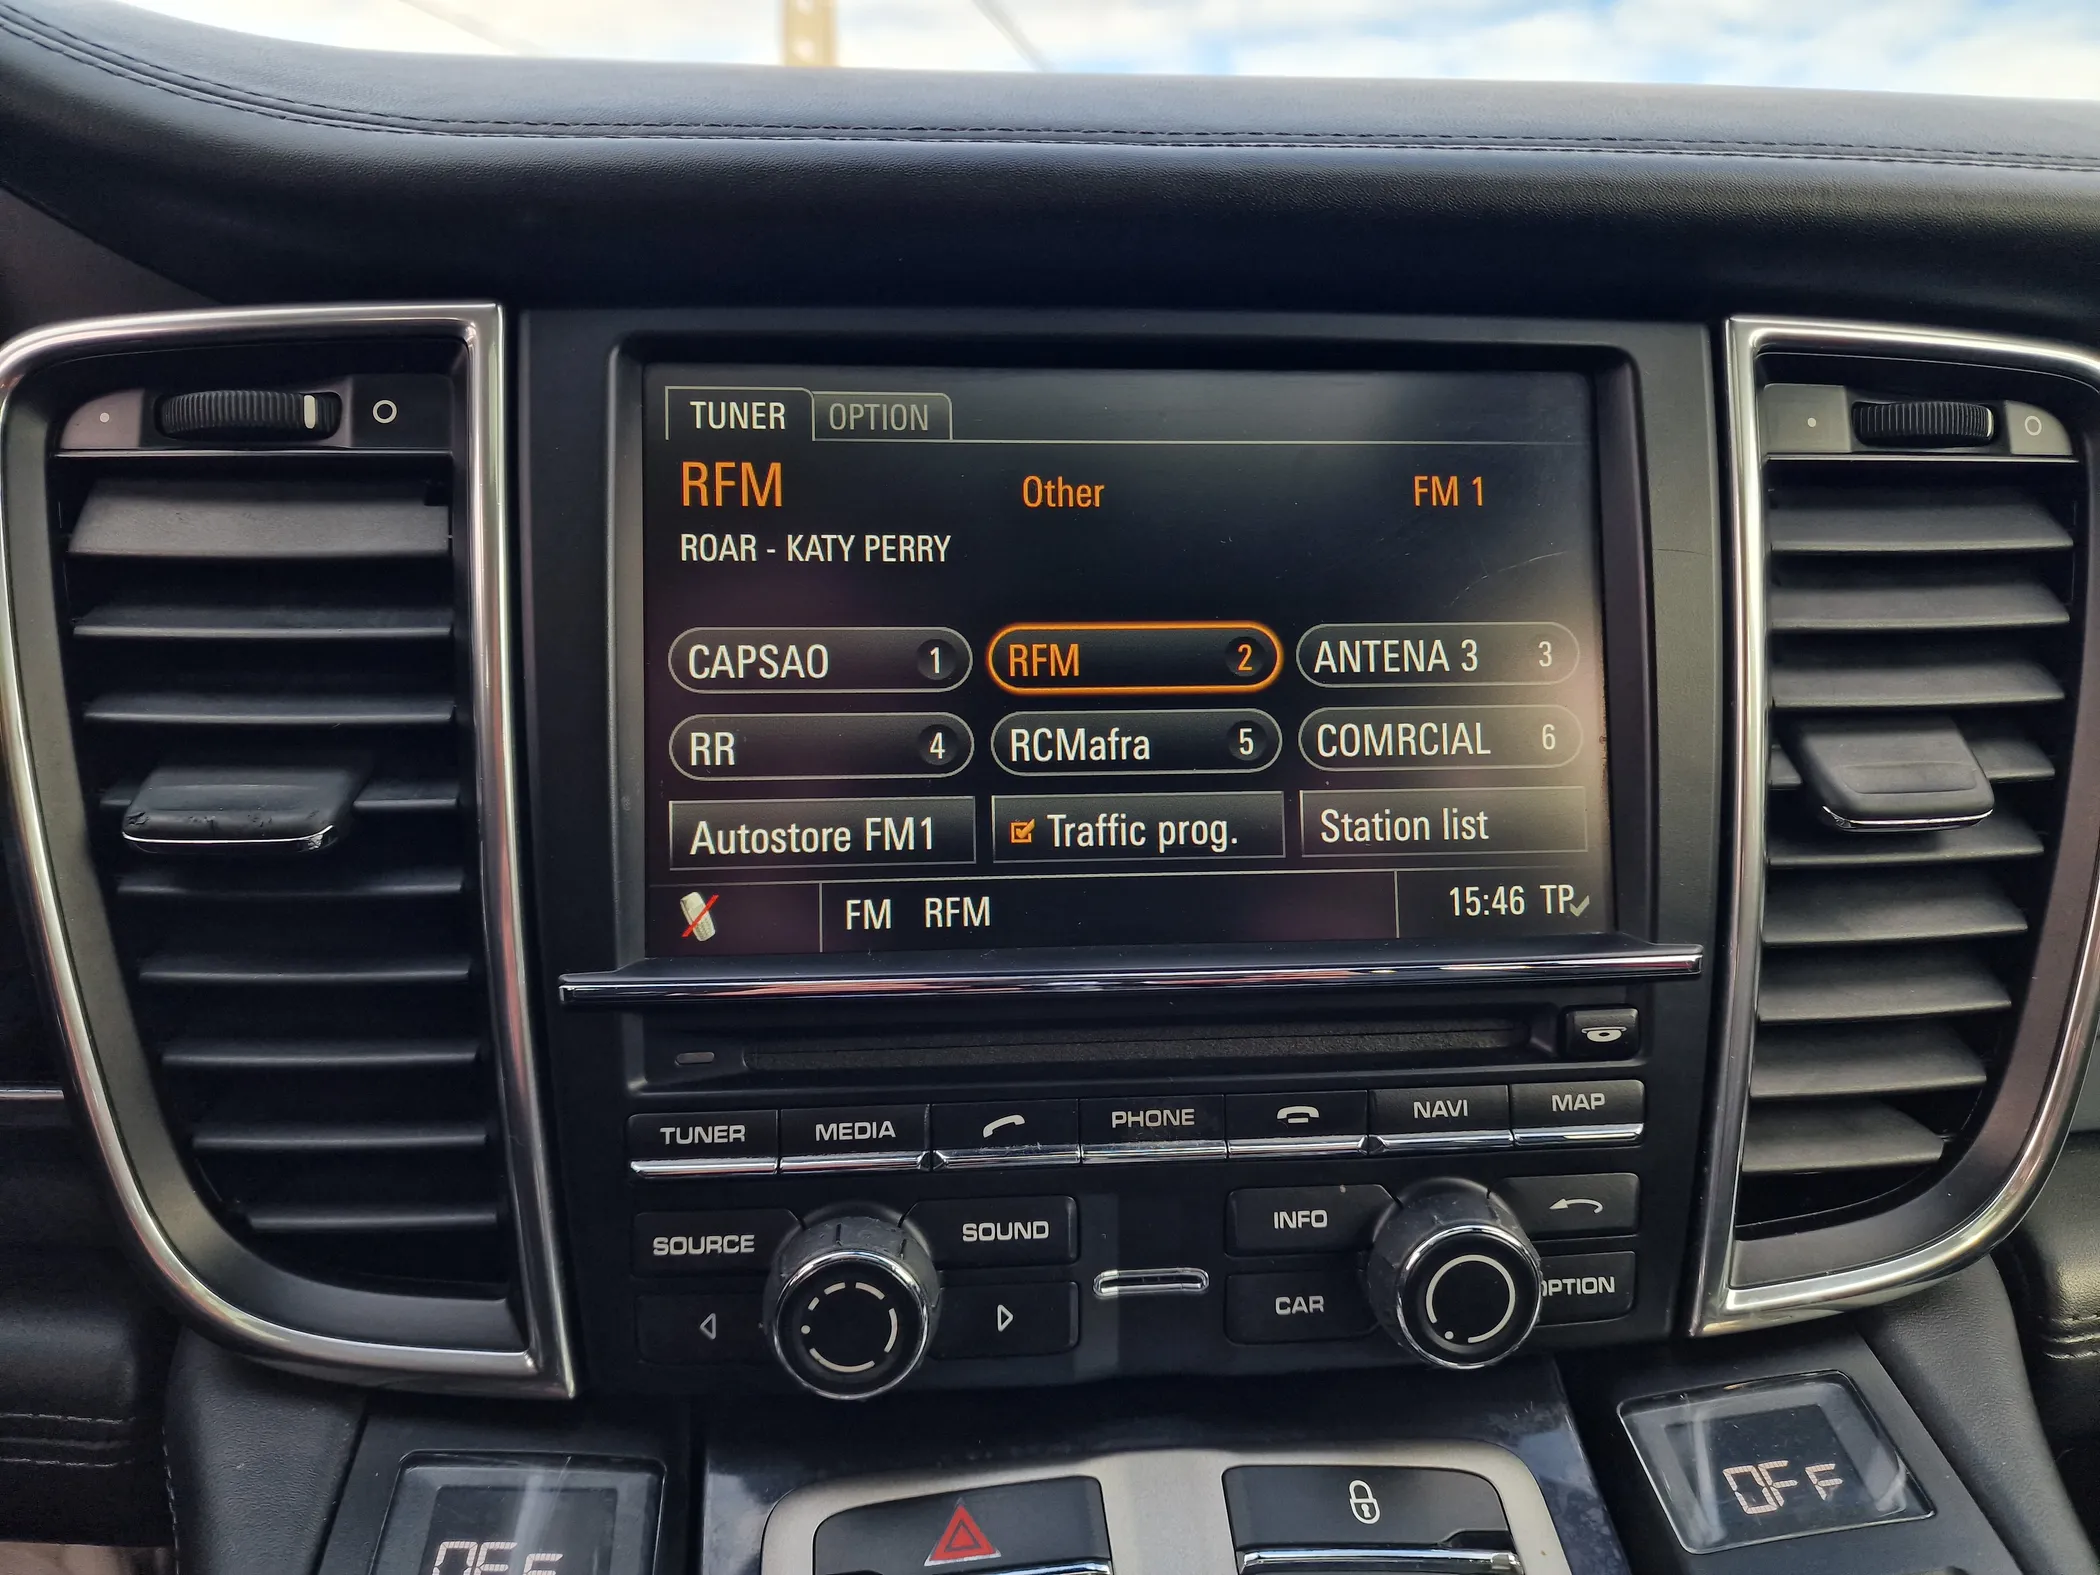 TUNER OPTION
RFM Other FM 1
ROAR - KATY PERRY
CAPSAO 1 RFM 2 ANTENA 3 3
RR 4 RCMafra 5 COMRCIAL 6
Autostore FM1 Traffic prog. Station list
FM RFM 15:46 TP
TUNER MEDIA PHONE NAVI MAP
SOURCE SOUND INFO
CAR OPTION
OFF
OFF